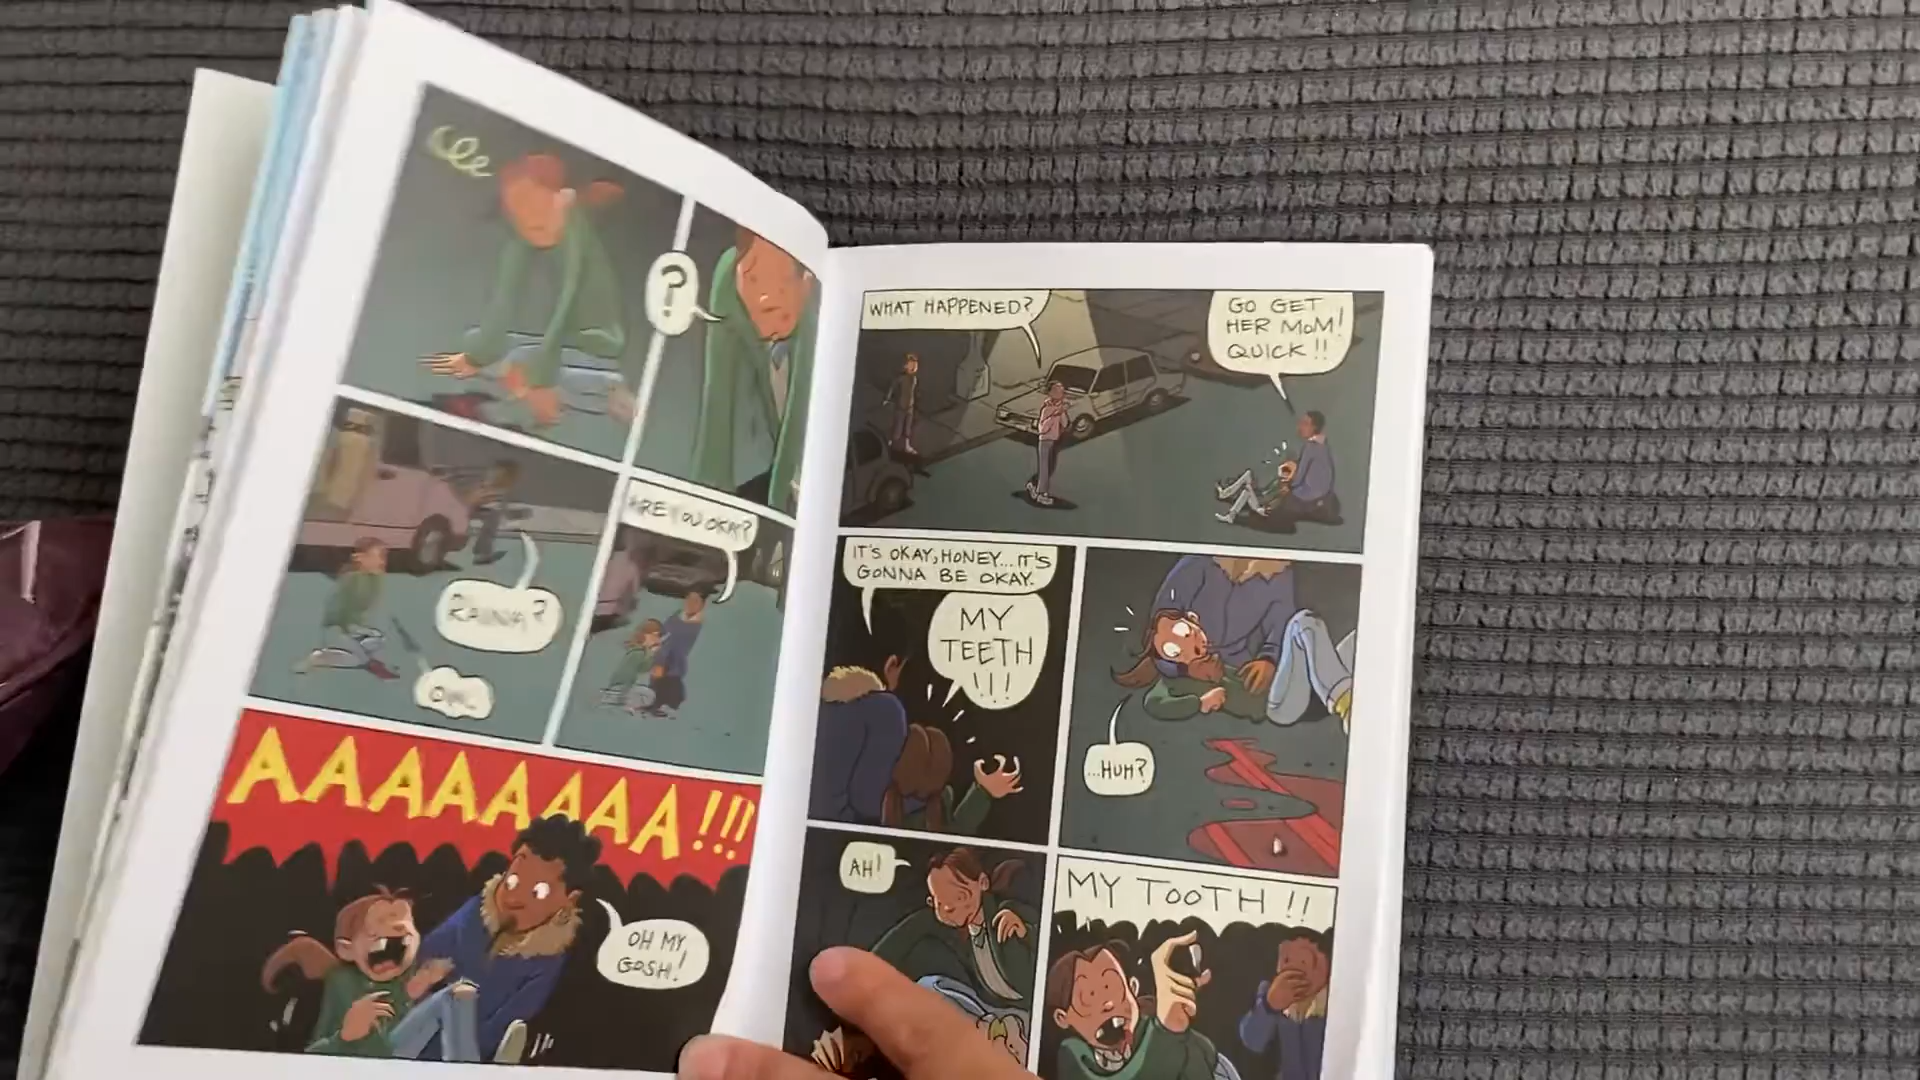 ?
RAINA?
OW.
ARE YOU OKAY?
AAAAAAAA!!!
OH MY
GOSH!
WHAT HAPPENED?
GO GET
HER MOM!
QUICK!!
IT'S OKAY, HONEY...IT'S
GONNA BE OKAY.
MY
TEETH
!!!
...HUH?
AH!
MY TOOTH!!